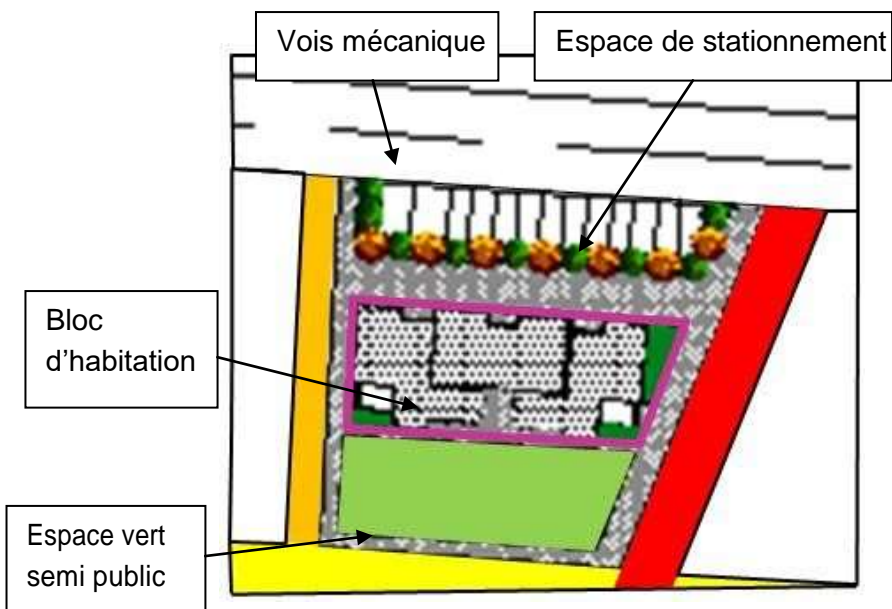 Vois mécanique
Espace de stationnement
Bloc
d’habitation
Espace vert
semi public